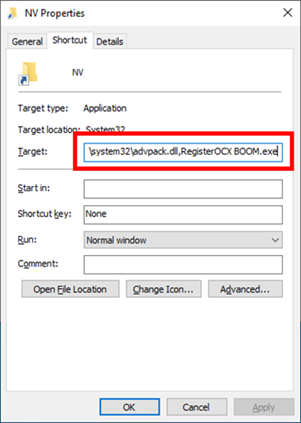 NV Properties
General Shortcut Details
NV
Target type: Application
Target location: System32
Target: \system32\advpack.dll,RegisterOCX BOOM.exe
Start in:
Shortcut key: None
Run: Normal window
Comment:
Open File Location Change Icon... Advanced...
OK Cancel Apply